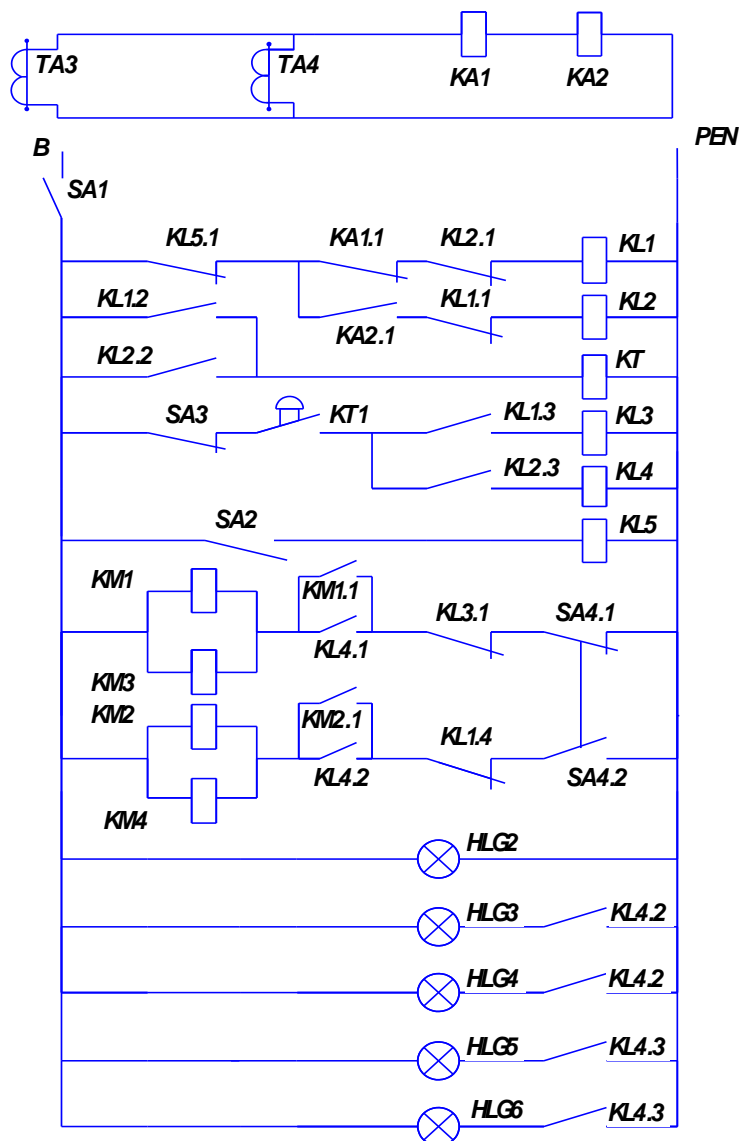 TA3
TA4
KA1
KA2
B
PEN
SA1
KL5.1
KA1.1
KL2.1
KL1
KL1.2
KA2.1
KL1.1
KL2
KL2.2
KT
SA3
KT1
KL1.3
KL3
KL2.3
KL4
SA2
KL5
KM1
KM1.1
KL3.1
SA4.1
KL4.1
KM3
KM2
KM2.1
KL4.2
KL1.4
SA4.2
KM4
HLG2
HLG3
KL4.2
HLG4
KL4.2
HLG5
KL4.3
HLG6
KL4.3